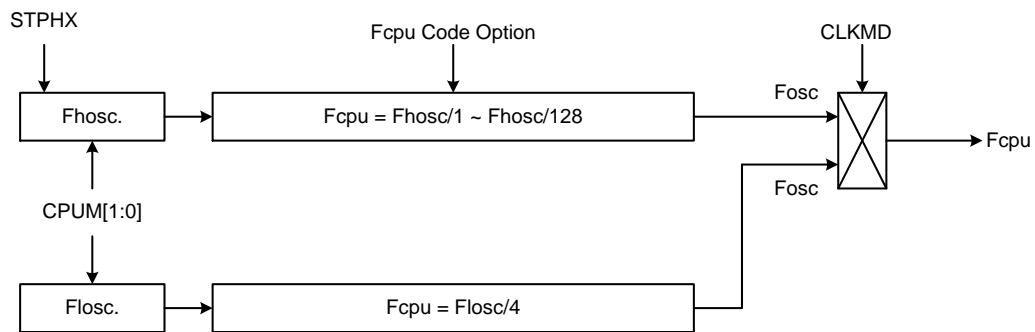 STPHX
Fcpu Code Option
CLKMD
Fhosc.
Fcpu = Fhosc/1 ~ Fhosc/128
Fosc
Fcpu
Fosc
CPUM[1:0]
Flosc.
Fcpu = Flosc/4